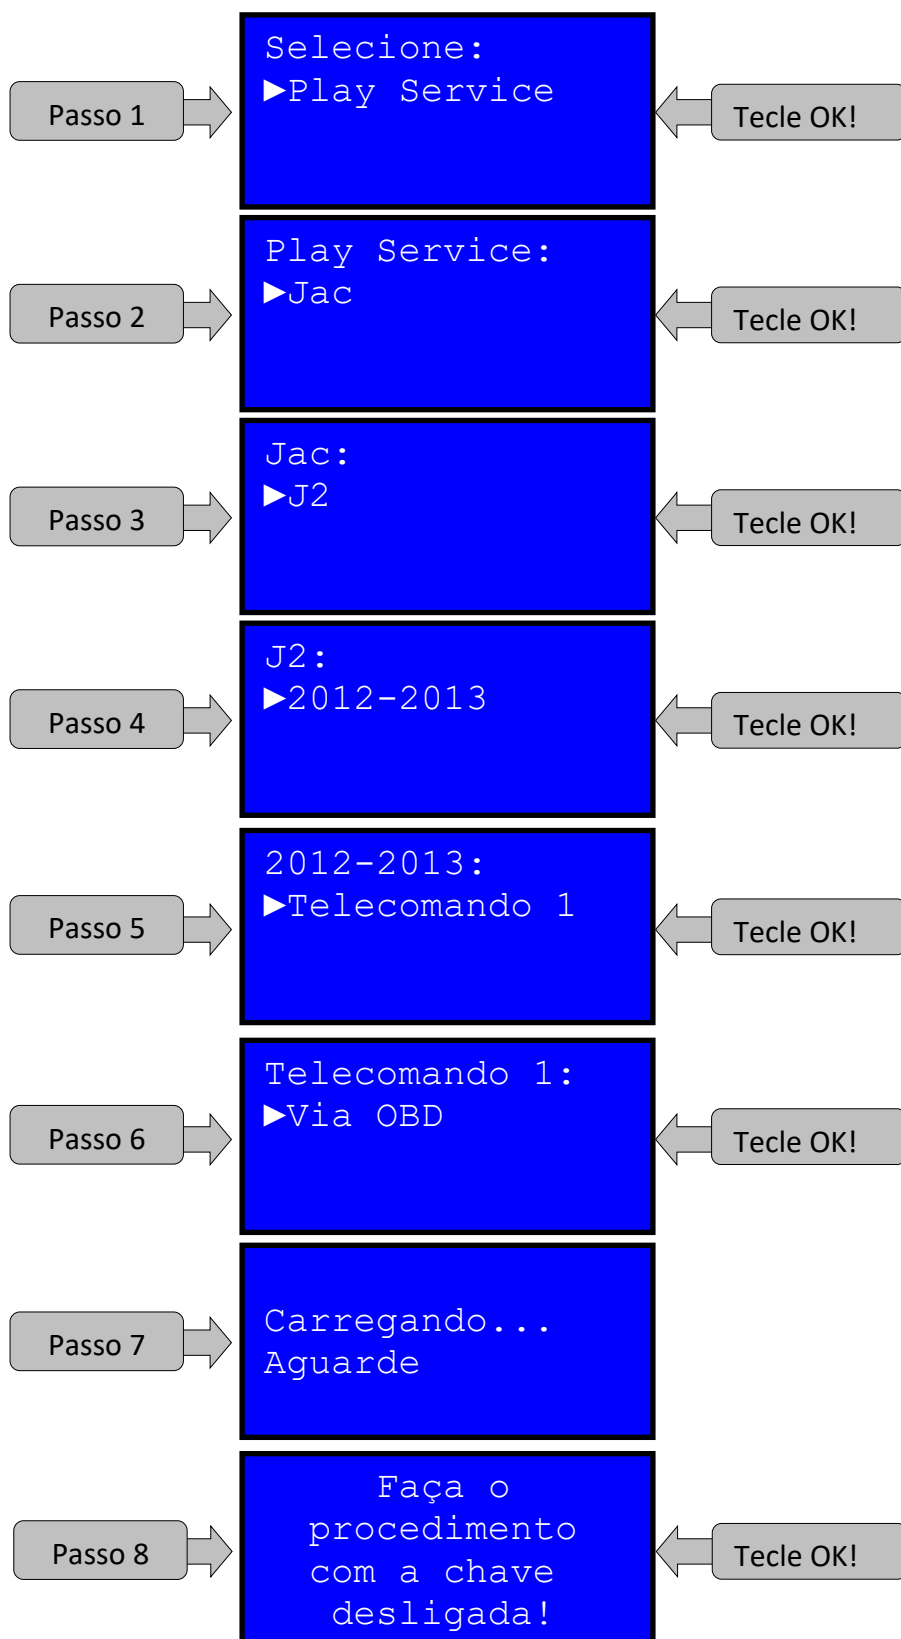 Selecione:
Passo 1
►Play Service
Tecle OK!
Play Service:
Passo 2
►Jac
Tecle OK!
Jac:
Passo 3
►J2
Tecle OK!
J2:
Passo 4
►2012-2013
Tecle OK!
2012-2013:
Passo 5
►Telecomando 1
Tecle OK!
Telecomando 1:
Passo 6
►Via OBD
Tecle OK!
Passo 7
Carregando...
Aguarde
Passo 8
Faça o
procedimento
com a chave
desligada!
Tecle OK!